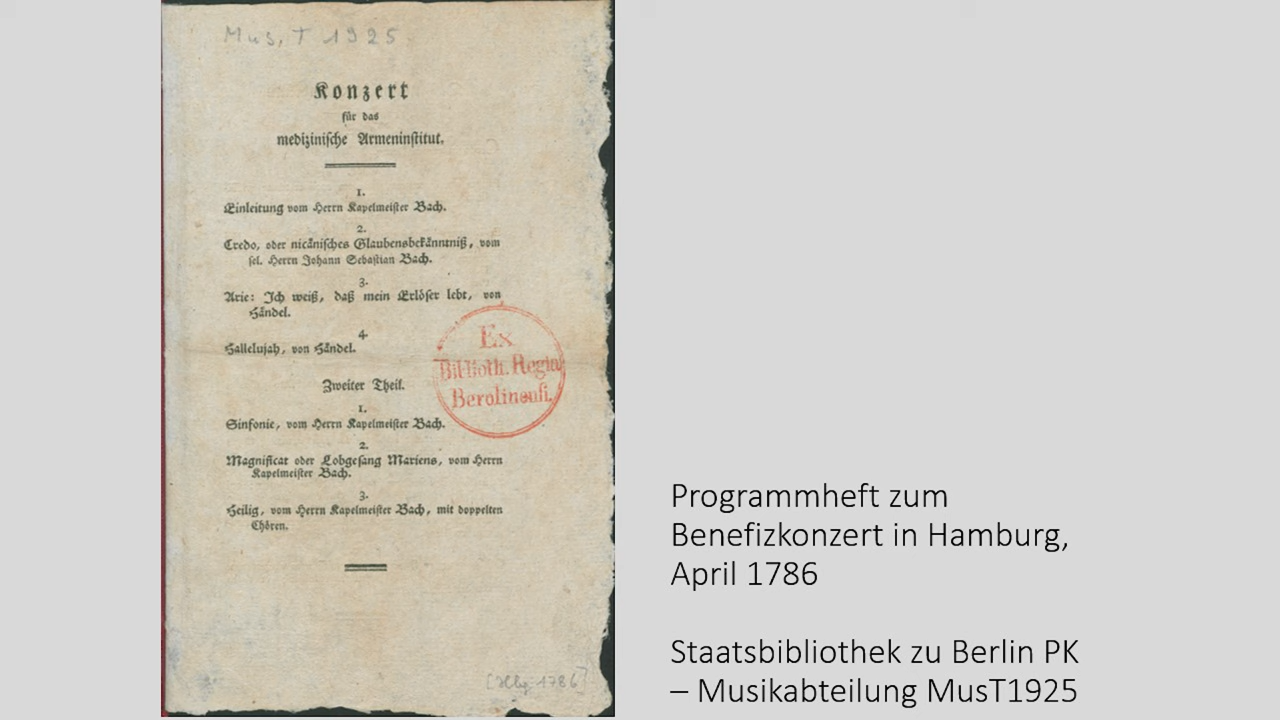 Mus. T 1925
Konzert
für das
medizinische Armeninstitut.
1.
Einleitung vom Herrn Kapelmeister Bach.
2.
Credo, oder nicänisches Glaubensbekänntniß, vom
sel. Herrn Johann Sebastian Bach.
3.
Arie: Ich weiß, daß mein Erlöser lebt, von
Händel.
4.
Hallelujah, von Händel.
Zweiter Theil.
1.
Sinfonie, vom Herrn Kapelmeister Bach.
2.
Magnificat oder Lobgesang Mariens, vom Herrn
Kapelmeister Bach.
3.
Heilig, vom Herrn Kapelmeister Bach, mit doppelten
Chören.
Ex
Biblioth. Regia
Berolinensi.
[Hbg. 1786]
Programmheft zum
Benefizkonzert in Hamburg,
April 1786
Staatsbibliothek zu Berlin PK
– Musikabteilung MusT1925